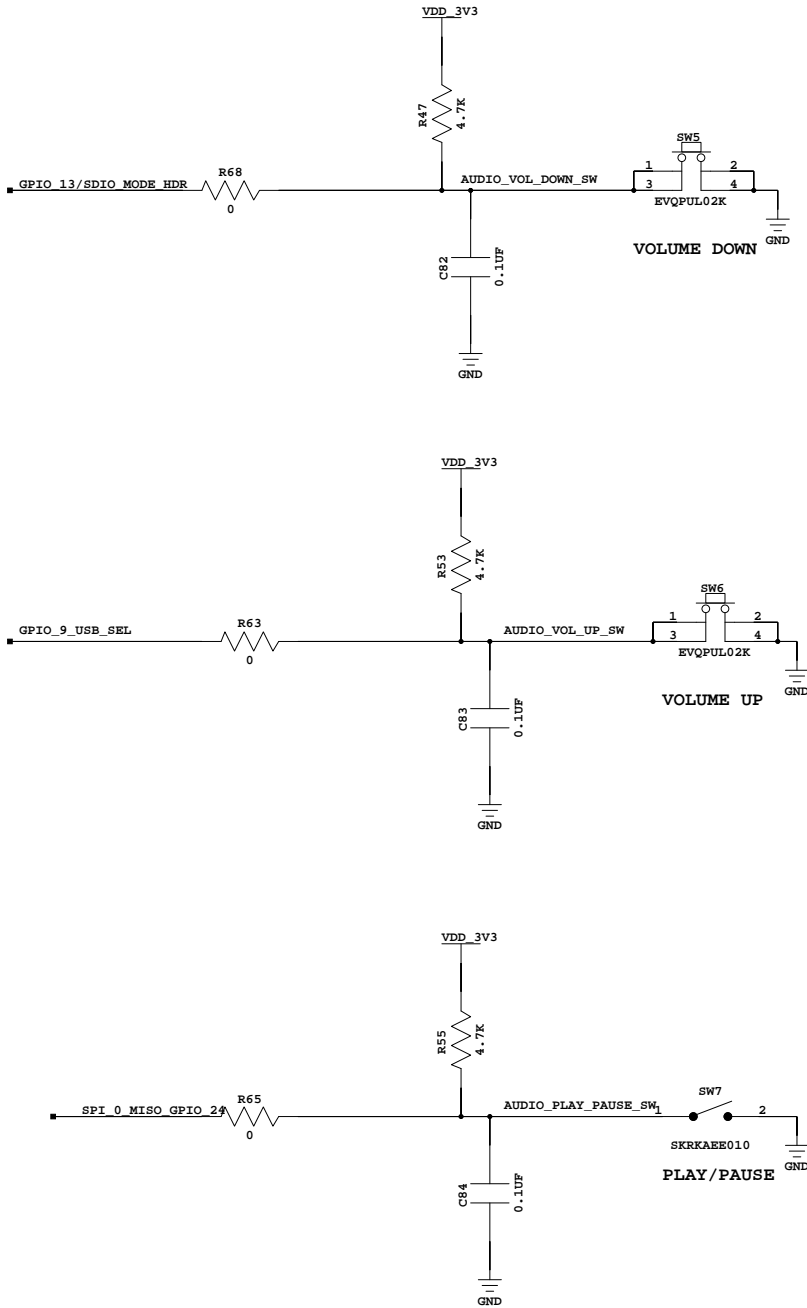 VDD_3V3
R47
4.7K
SW5
1 2
3 4
EVQPUL02K
GPIO_13/SDIO_MODE_HDR
R68
0
AUDIO_VOL_DOWN_SW
GND
VOLUME DOWN
C82
0.1UF
GND
VDD_3V3
R53
4.7K
SW6
1 2
3 4
EVQPUL02K
GPIO_9_USB_SEL
R63
0
AUDIO_VOL_UP_SW
GND
VOLUME UP
C83
0.1UF
GND
VDD_3V3
R55
4.7K
SPI_0_MISO_GPIO_24
R65
0
AUDIO_PLAY_PAUSE_SW
1
SW7
2
SKRKAEE010
GND
PLAY/PAUSE
C84
0.1UF
GND